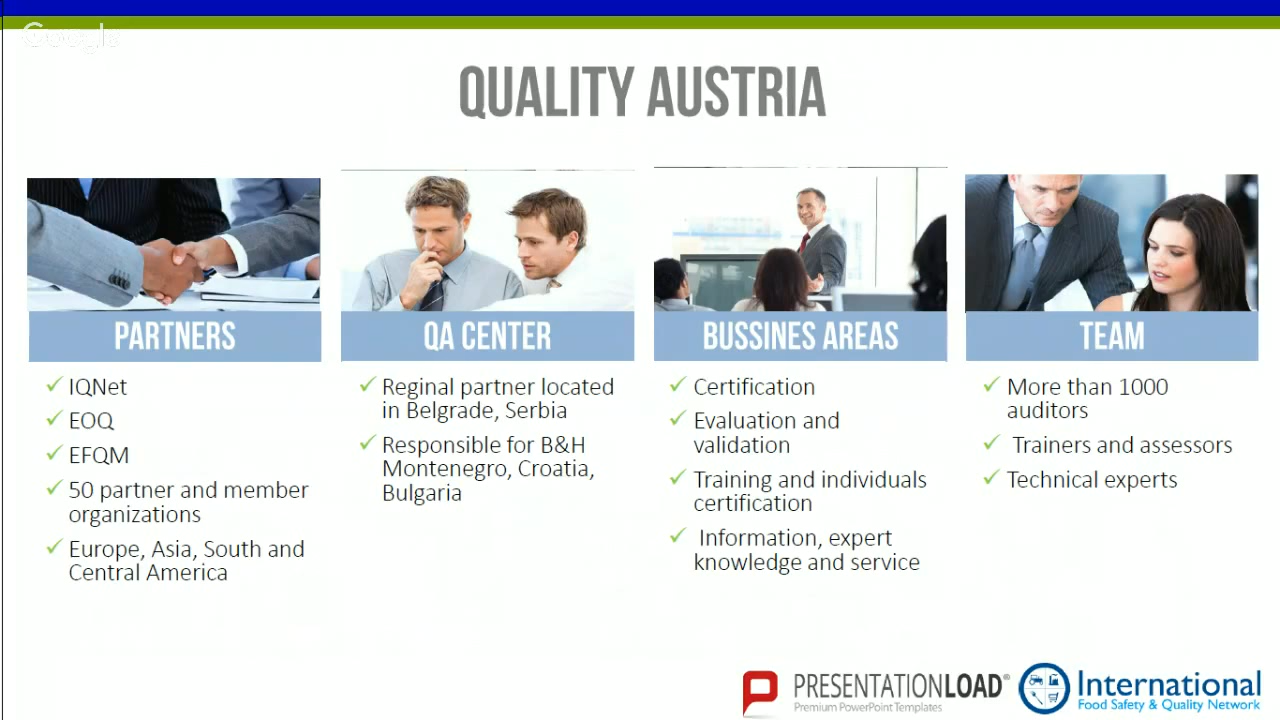 Google
QUALITY AUSTRIA
PARTNERS
IQNet
EOQ
EFQM
50 partner and member
organizations
Europe, Asia, South and
Central America
QA CENTER
Reginal partner located
in Belgrade, Serbia
Responsible for B&H
Montenegro, Croatia,
Bulgaria
BUSSINES AREAS
Certification
Evaluation and
validation
Training and individuals
certification
Information, expert
knowledge and service
TEAM
More than 1000
auditors
Trainers and assessors
Technical experts
PRESENTATIONLOAD®
Premium PowerPoint Templates
International
Food Safety & Quality Network